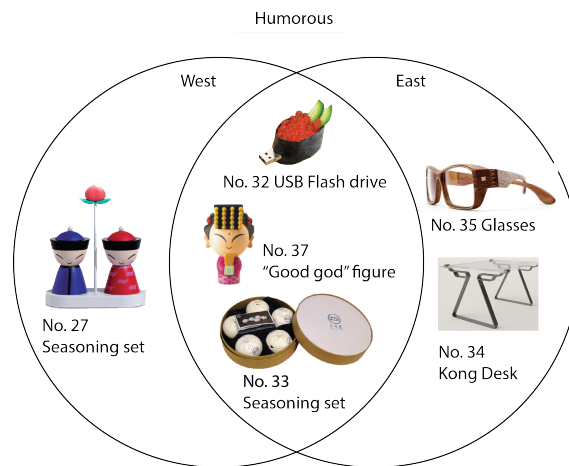 Humorous
West
East
No. 32 USB Flash drive
No. 35 Glasses
No. 37
“Good god” figure
No. 27
Seasoning set
No. 34
Kong Desk
No. 33
Seasoning set